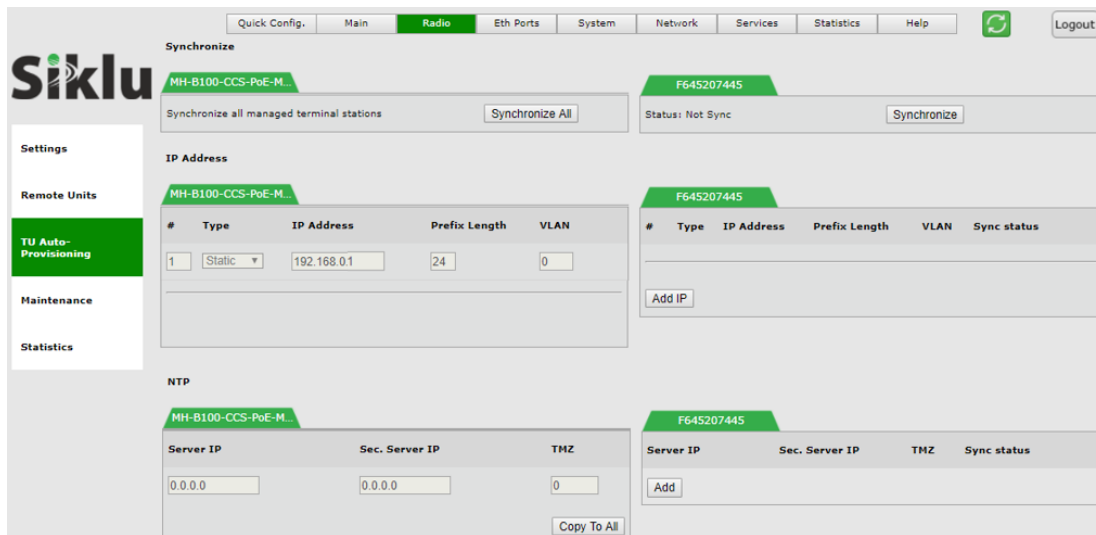 Quick Config. Main Radio Eth Ports System Network Services Statistics Help Logout
Siklu
Settings
Remote Units
TU Auto-
Provisioning
Maintenance
Statistics
Synchronize
MH-B100-CCS-PoE-M...
Synchronize all managed terminal stations Synchronize All
F645207445
Status: Not Sync Synchronize
IP Address
MH-B100-CCS-PoE-M...
# Type IP Address Prefix Length VLAN
1 Static 192.168.0.1 24 0
F645207445
# Type IP Address Prefix Length VLAN Sync status
Add IP
NTP
MH-B100-CCS-PoE-M...
Server IP Sec. Server IP TMZ
0.0.0.0 0.0.0.0 0
Copy To All
F645207445
Server IP Sec. Server IP TMZ Sync status
Add